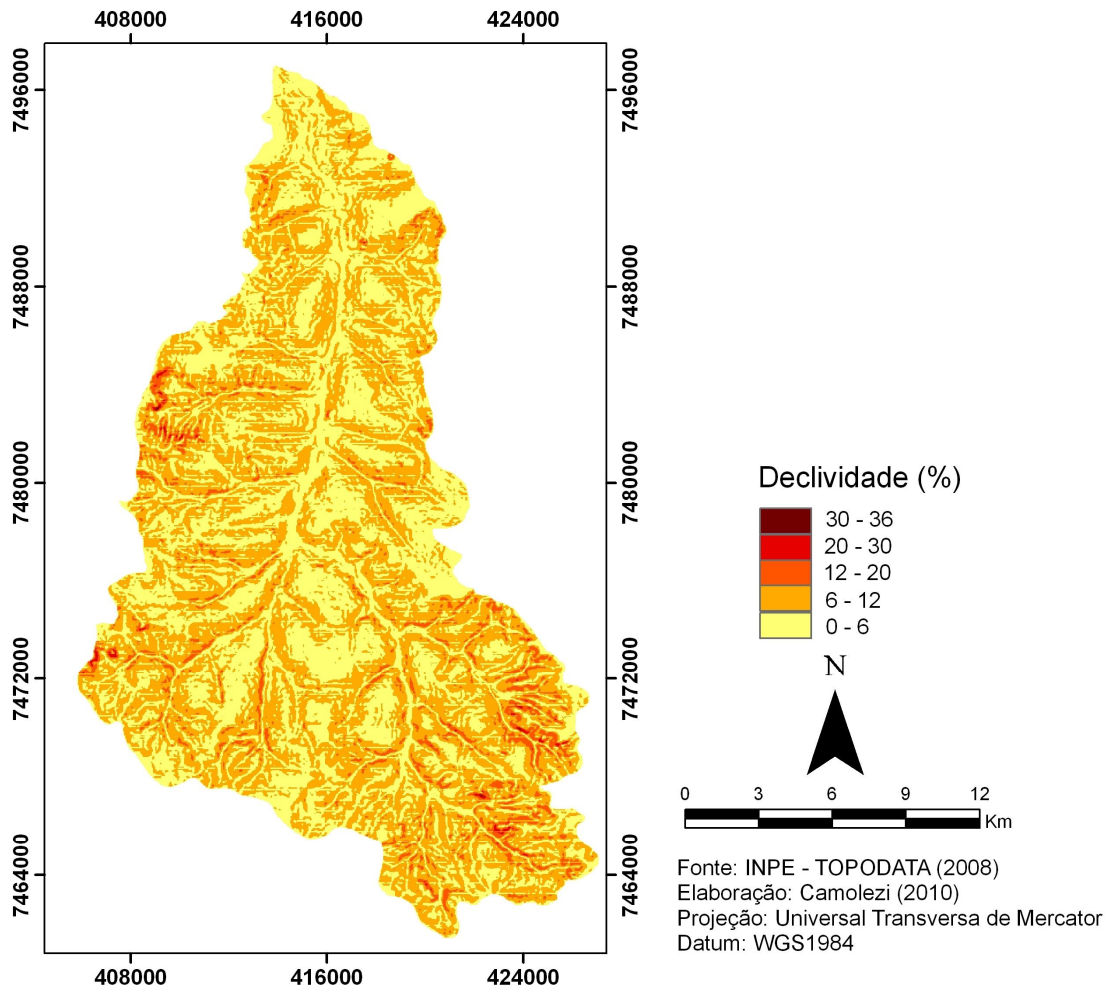 408000 416000 424000
7496000 7496000
7488000 7488000
7480000 7480000
7472000 7472000
7464000 7464000
408000 416000 424000
Declividade (%)
30 - 36
20 - 30
12 - 20
6 - 12
0 - 6
N
0 3 6 9 12
Km
Fonte: INPE - TOPODATA (2008)
Elaboração: Camolezi (2010)
Projeção: Universal Transversa de Mercator
Datum: WGS1984